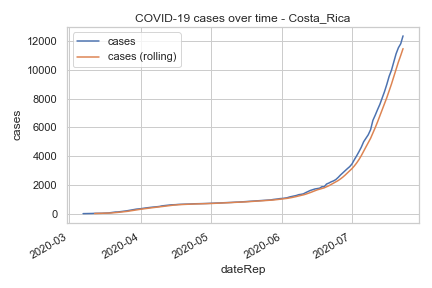 COVID-19 cases over time - Costa_Rica
cases
cases (rolling)
12000
10000
8000
6000
4000
2000
0
cases
2020-03
2020-04
2020-05
2020-06
2020-07
dateRep